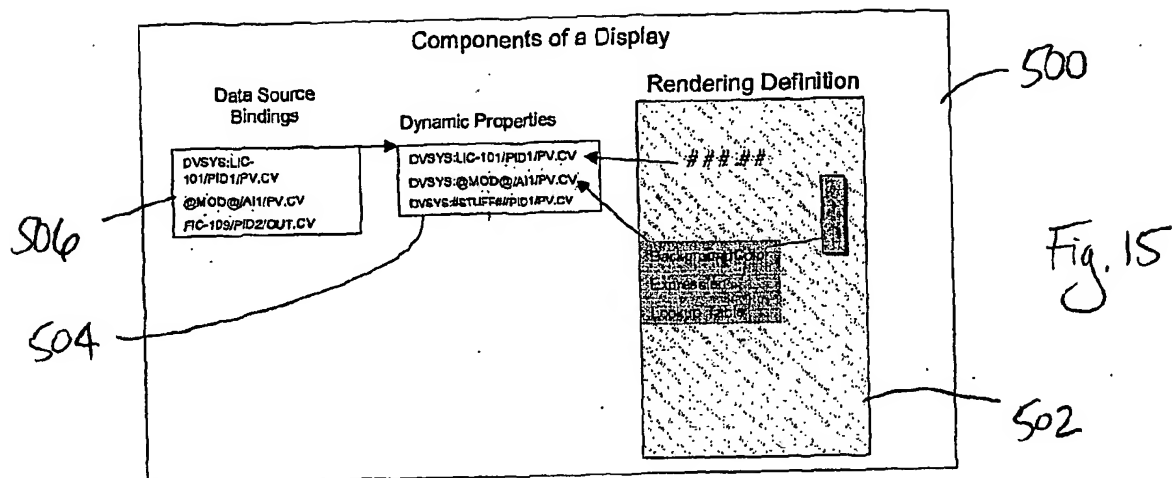 Components of a Display
500
Rendering Definition
Data Source
Bindings
Dynamic Properties
DVSYS:LIC-
101/PID1/PV.CV
@MOD@/AI1/PV.CV
FIC-109/PID2/OUT.CV
DVSYS:LIC-101/PID1/PV.CV
DVSYS:@MOD@/AI1/PV.CV
DVSYS:#STUFF#/PID1/PV.CV
###.##
Background Color
Expression
Lookup Table
506
504
502
Fig. 15